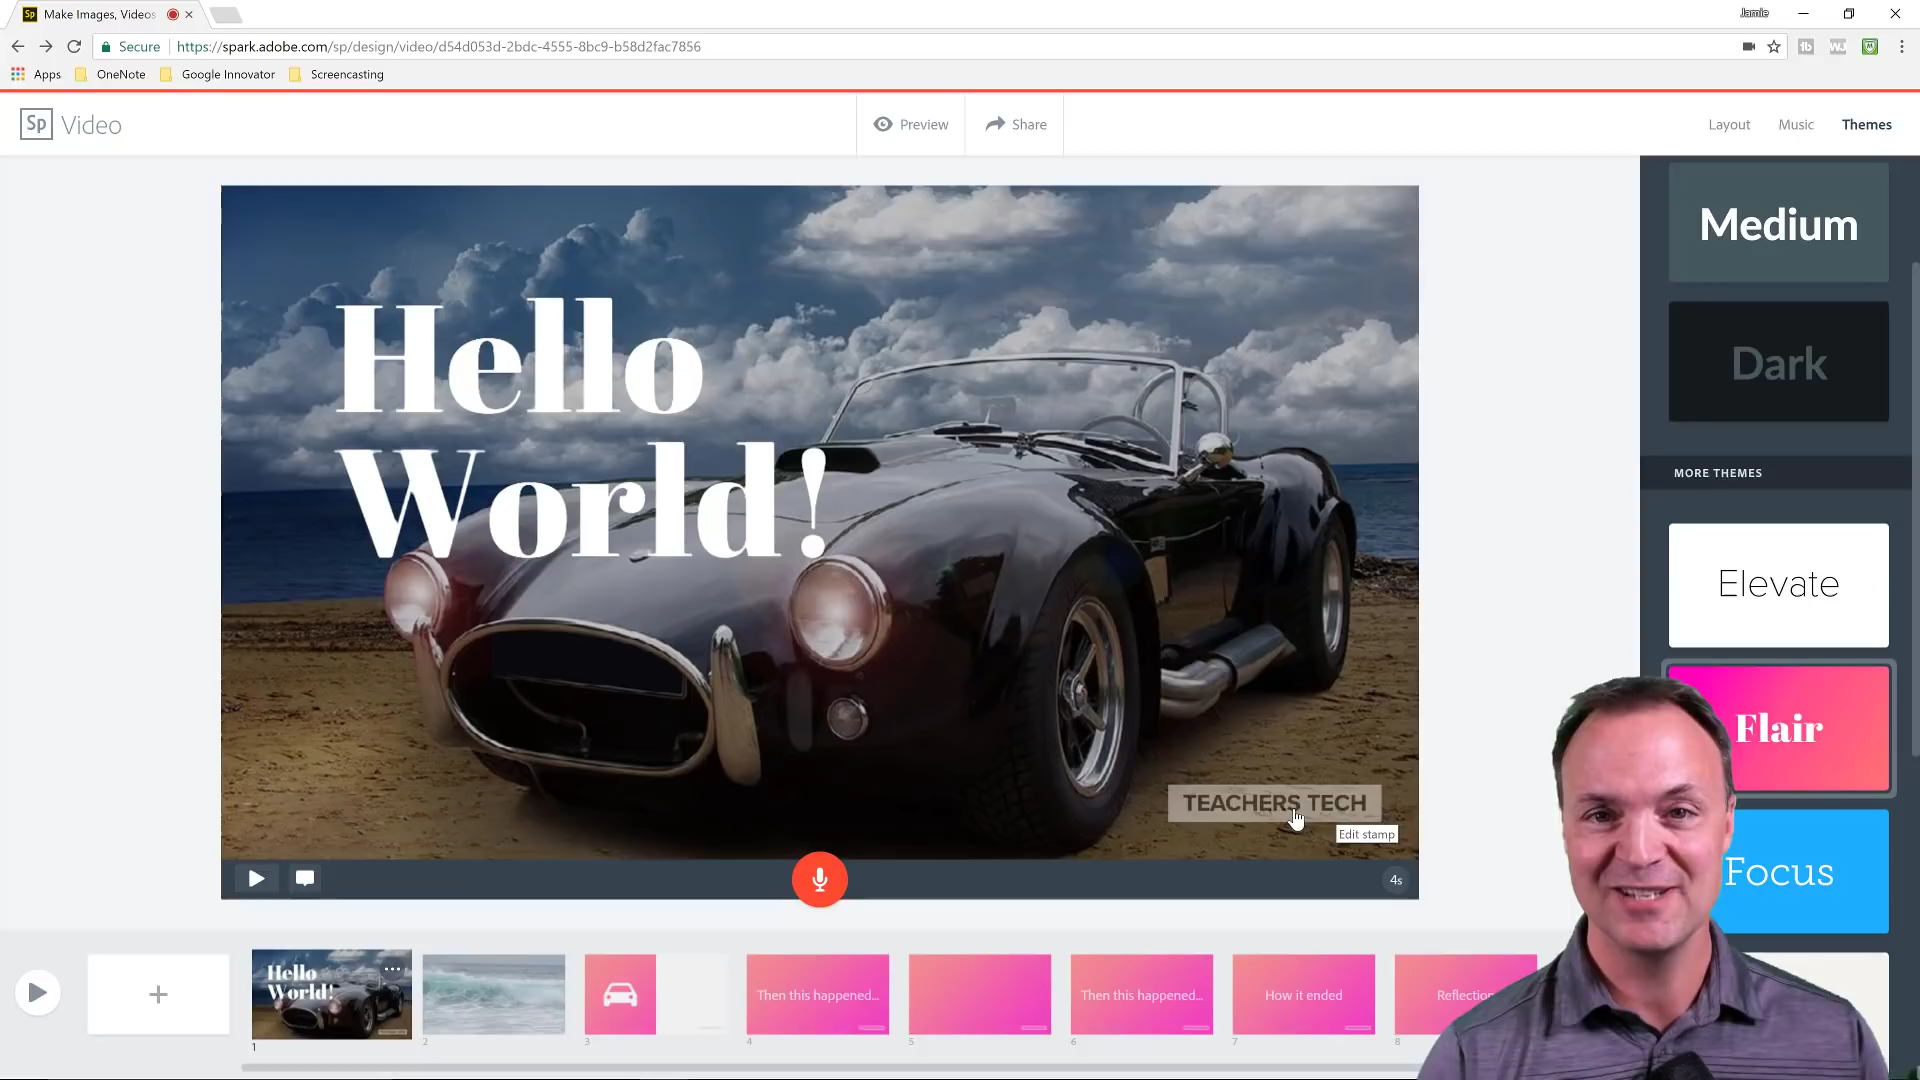 Sp
Make Images, Videos
Jamie
Secure
https://spark.adobe.com/sp/design/video/d54d053d-2bdc-4555-8bc9-b58d2fac7856
Apps
OneNote
Google Innovator
Screencasting
Sp
Video
Preview
Share
Layout
Music
Themes
Medium
Dark
MORE THEMES
Elevate
Flair
Focus
Hello
World!
TEACHERS TECH
Edit stamp
4s
Hello
World!
Then this happened...
Then this happened...
How it ended
1
2
3
4
5
6
7
8